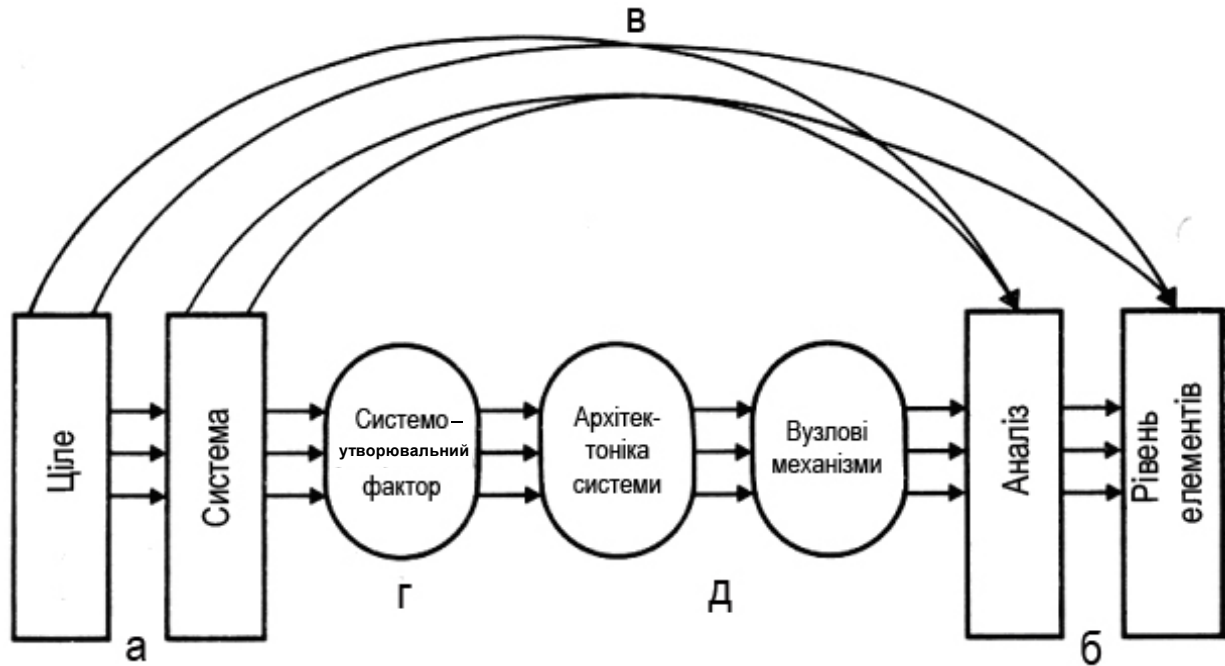 в
Ціле
Система
Системо–
утворювальний
фактор
Архітек-
тоніка
системи
Вузлові
механізми
Аналіз
Рівень
елементів
г
д
а
б